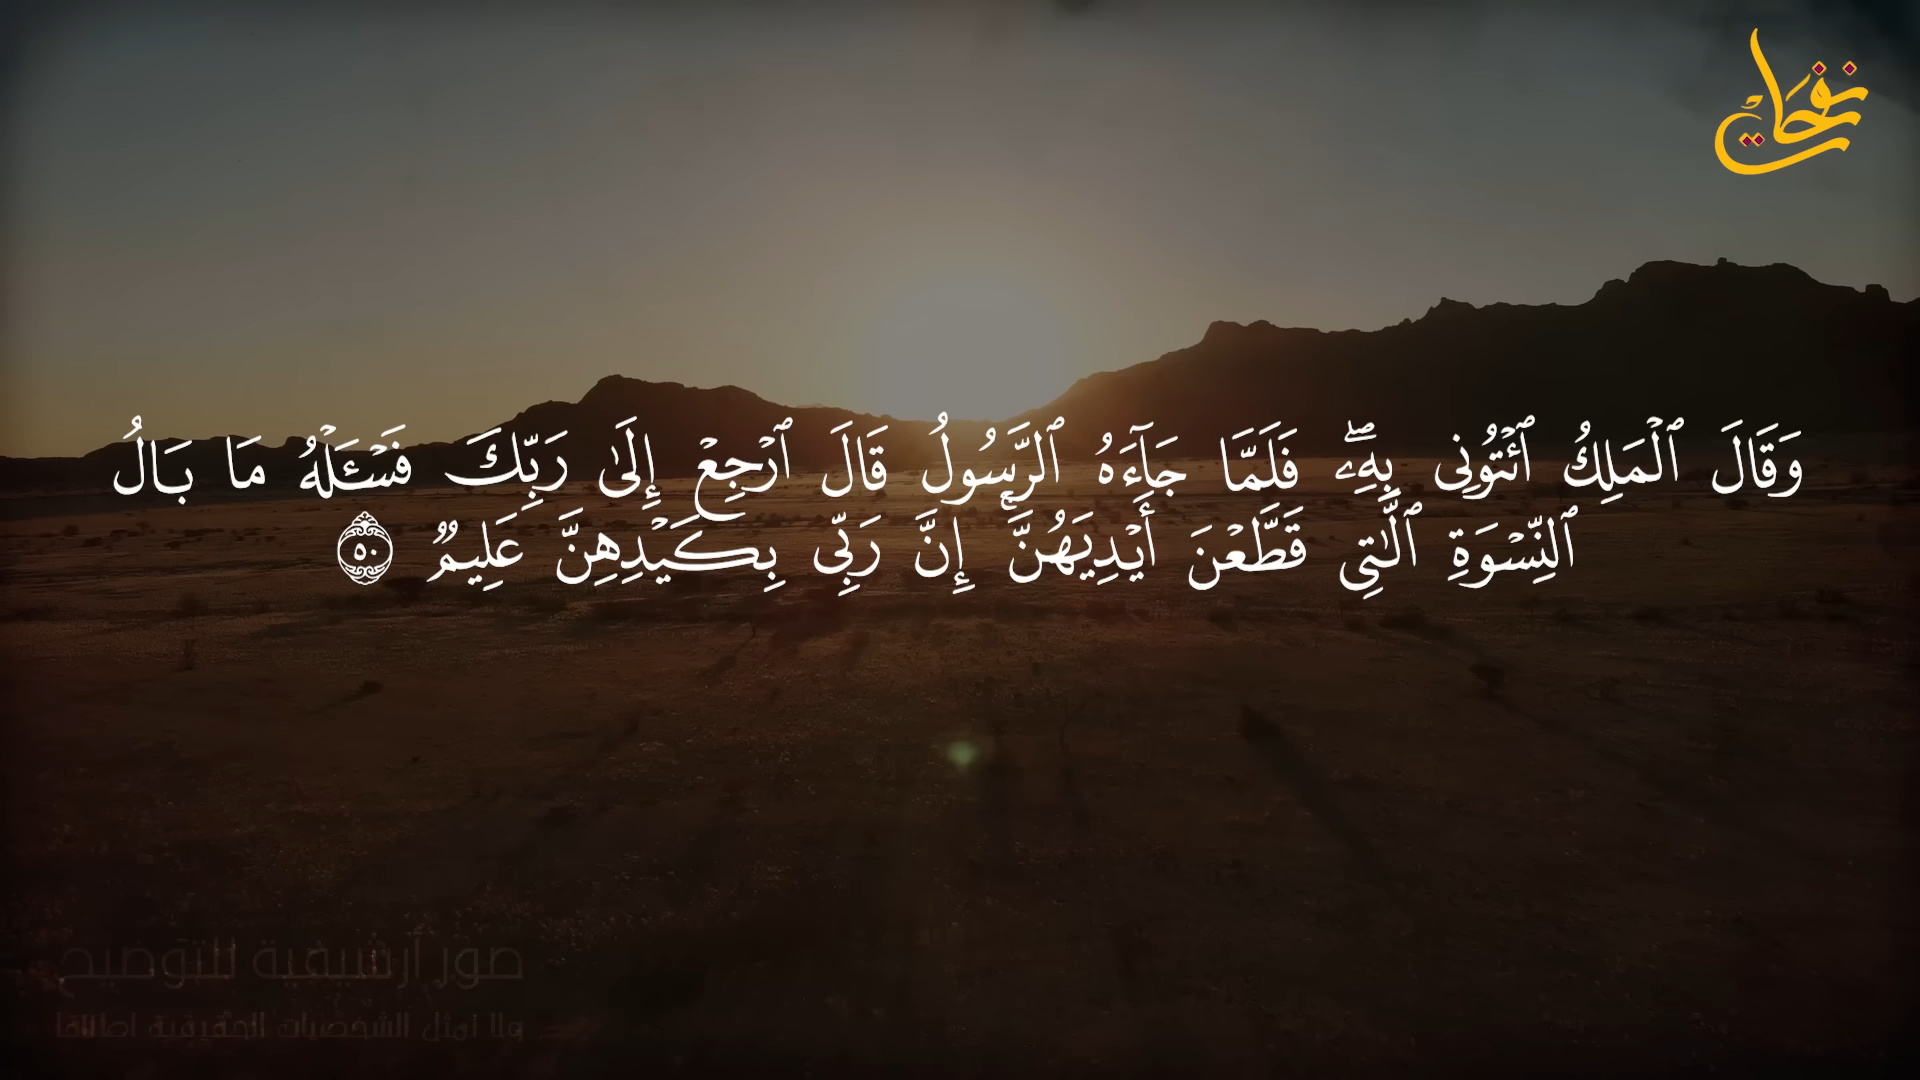 نفحات
وَقَالَ ٱلۡمَلِكُ ٱئۡتُونِي بِهِۦۖ فَلَمَّا جَآءَهُ ٱلرَّسُولُ قَالَ ٱرۡجِعۡ إِلَىٰ رَبِّكَ فَسۡـَٔلۡهُ مَا بَالُ
ٱلنِّسۡوَةِ ٱلَّٰتِي قَطَّعۡنَ أَيۡدِيَهُنَّۚ إِنَّ رَبِّي بِكَيۡدِهِنَّ عَلِيمٞ ٥٠
صور أرشيفية للتوضيح
ولا تمثل الشخصيات الحقيقية اطلاقا